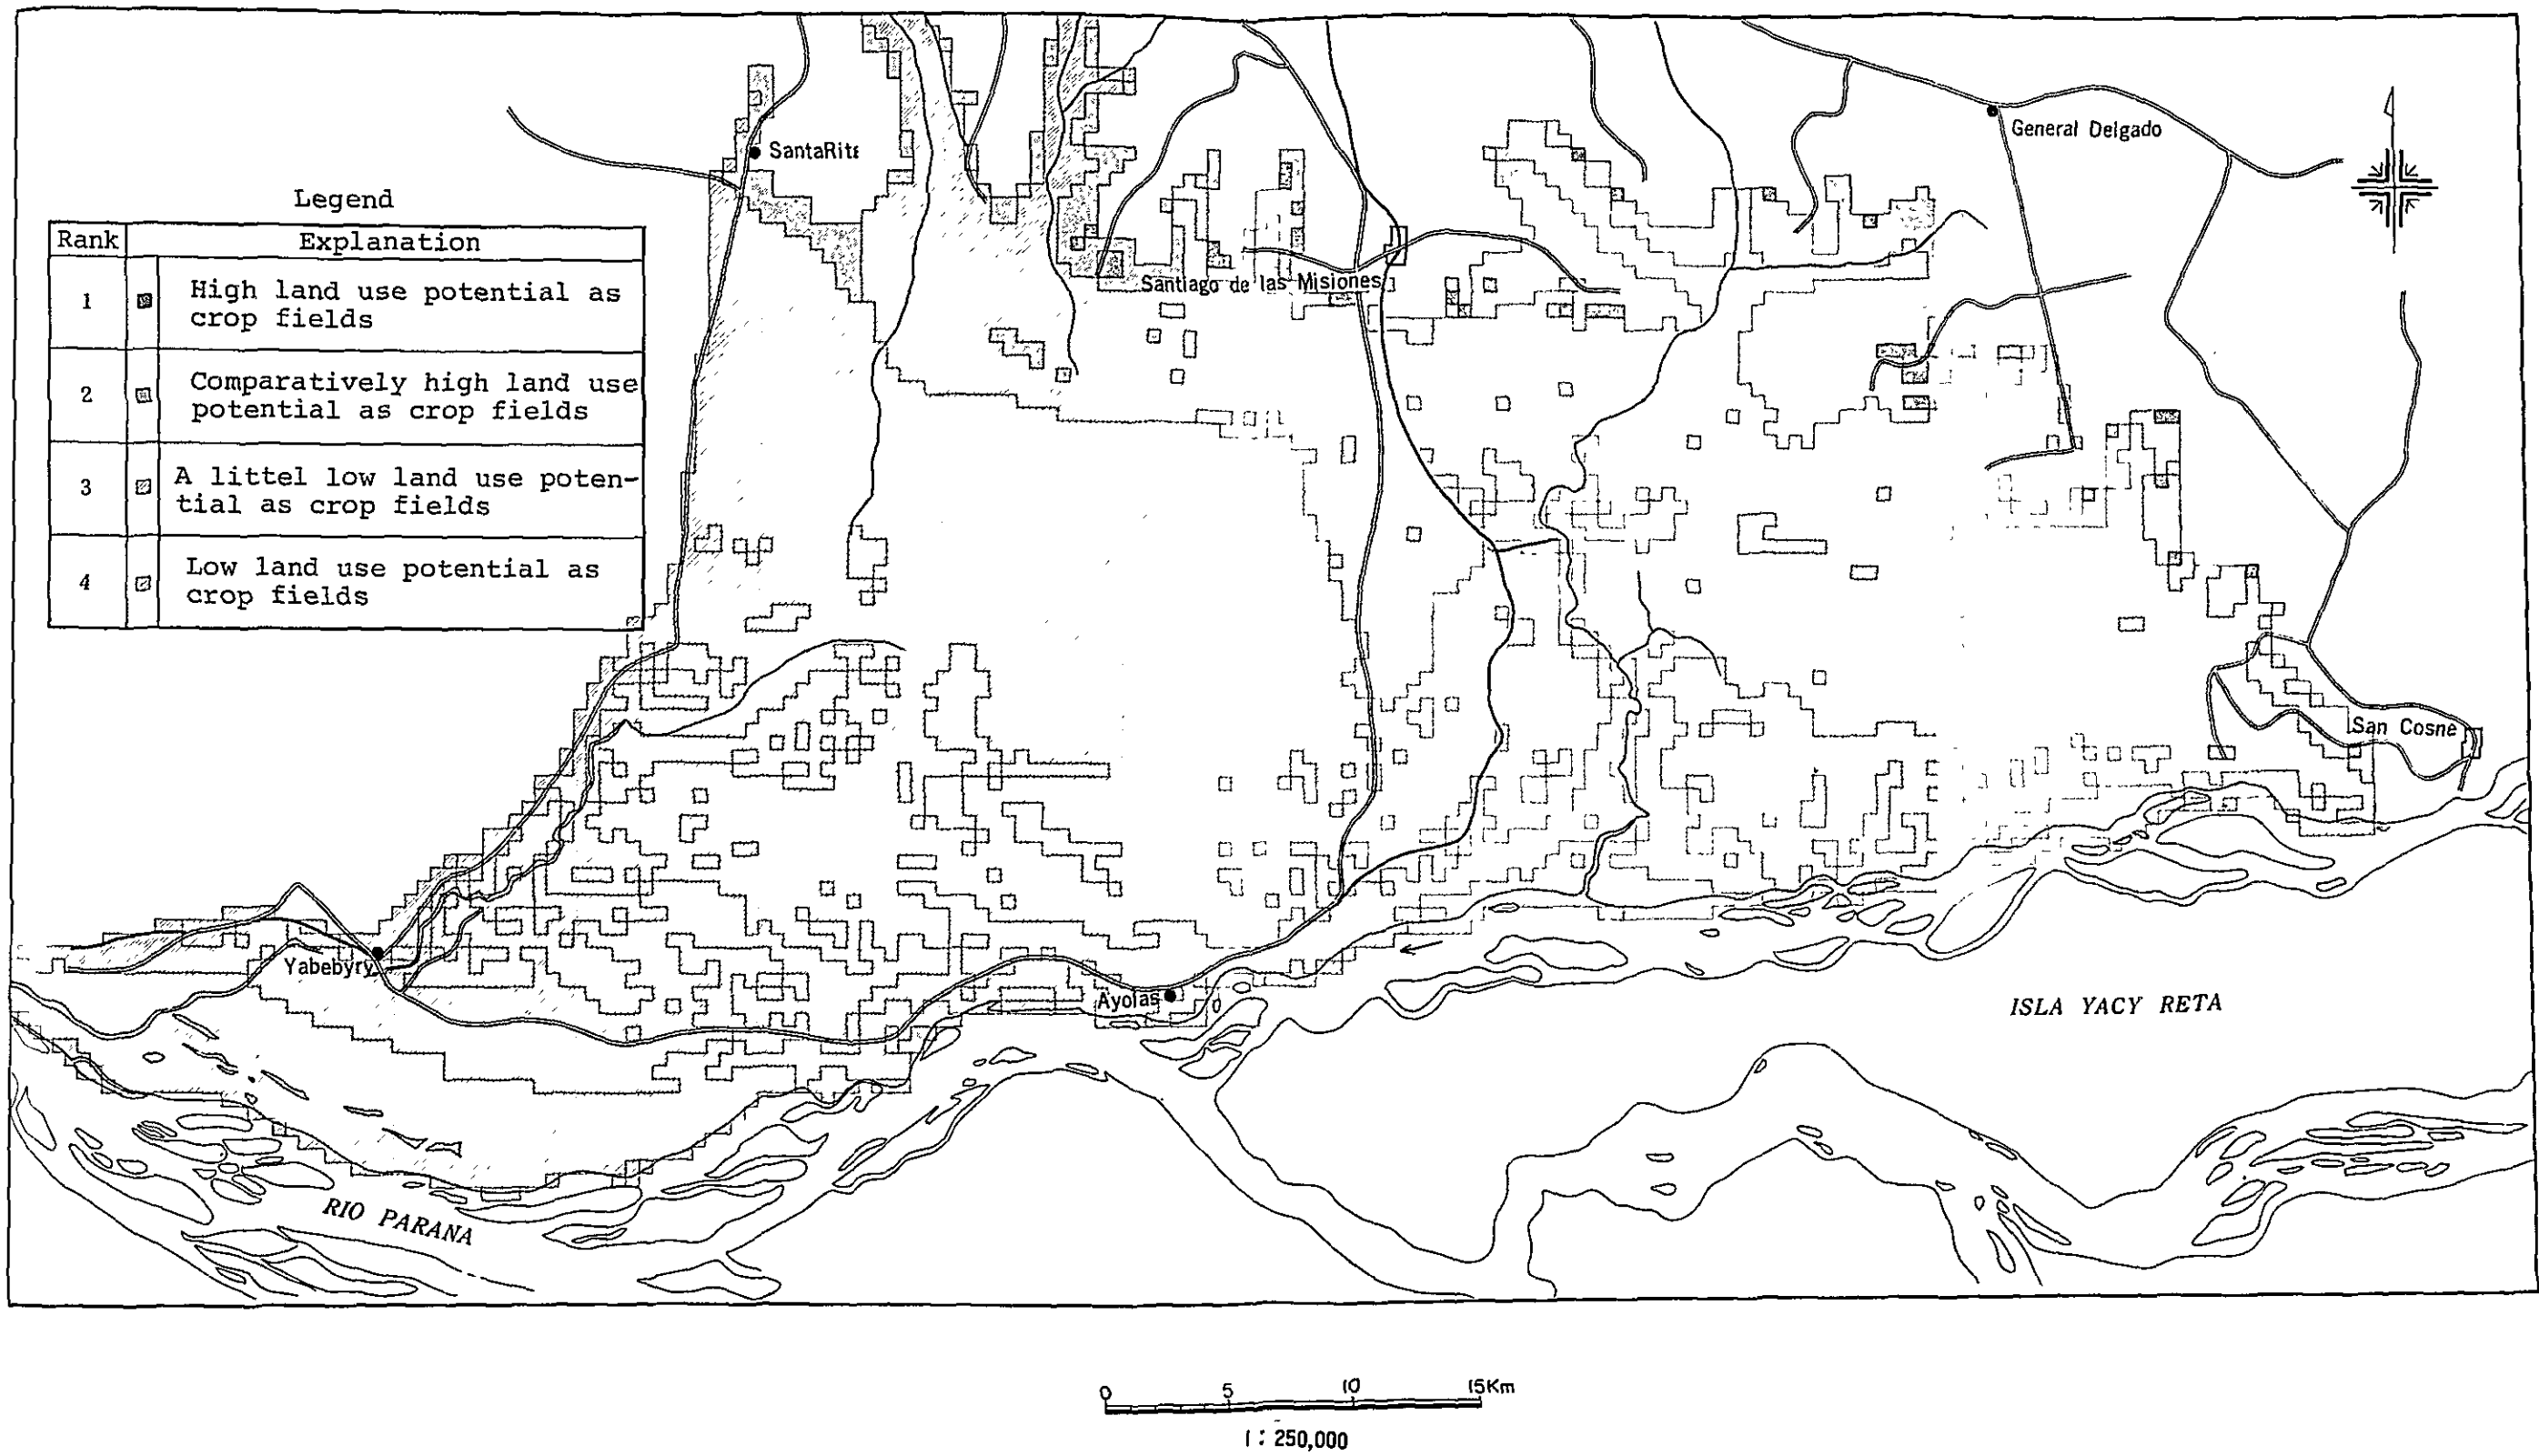 SantaRita
General Delgado
Legend
Rank Explanation
1 High land use potential as
crop fields
2 Comparatively high land use
potential as crop fields
3 A littel low land use poten-
tial as crop fields
4 Low land use potential as
crop fields
Santiago de las Misiones
San Cosne
Yabebyry
Ayolas
ISLA YACY RETA
RIO PARANA
0 5 10 15Km
1 : 250,000